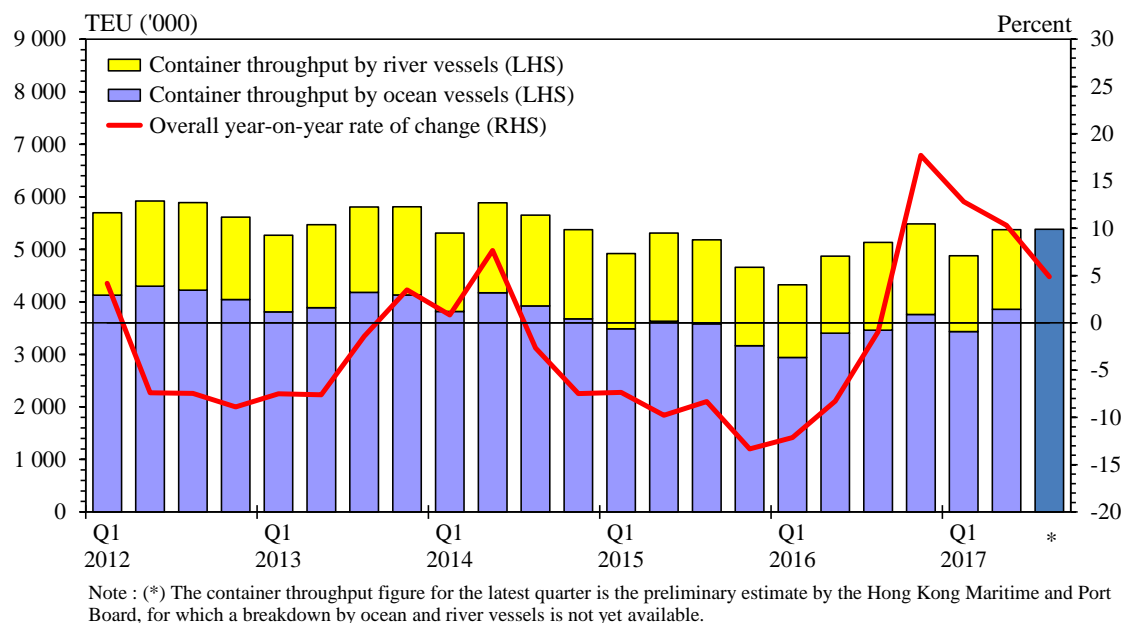 TEU ('000)
Percent
Container throughput by river vessels (LHS)
Container throughput by ocean vessels (LHS)
Overall year-on-year rate of change (RHS)
9 000
8 000
7 000
6 000
5 000
4 000
3 000
2 000
1 000
0
30
25
20
15
10
5
0
-5
-10
-15
-20
Q1 Q1 Q1 Q1 Q1 Q1 *
2012 2013 2014 2015 2016 2017
Note : (*) The container throughput figure for the latest quarter is the preliminary estimate by the Hong Kong Maritime and Port
Board, for which a breakdown by ocean and river vessels is not yet available.